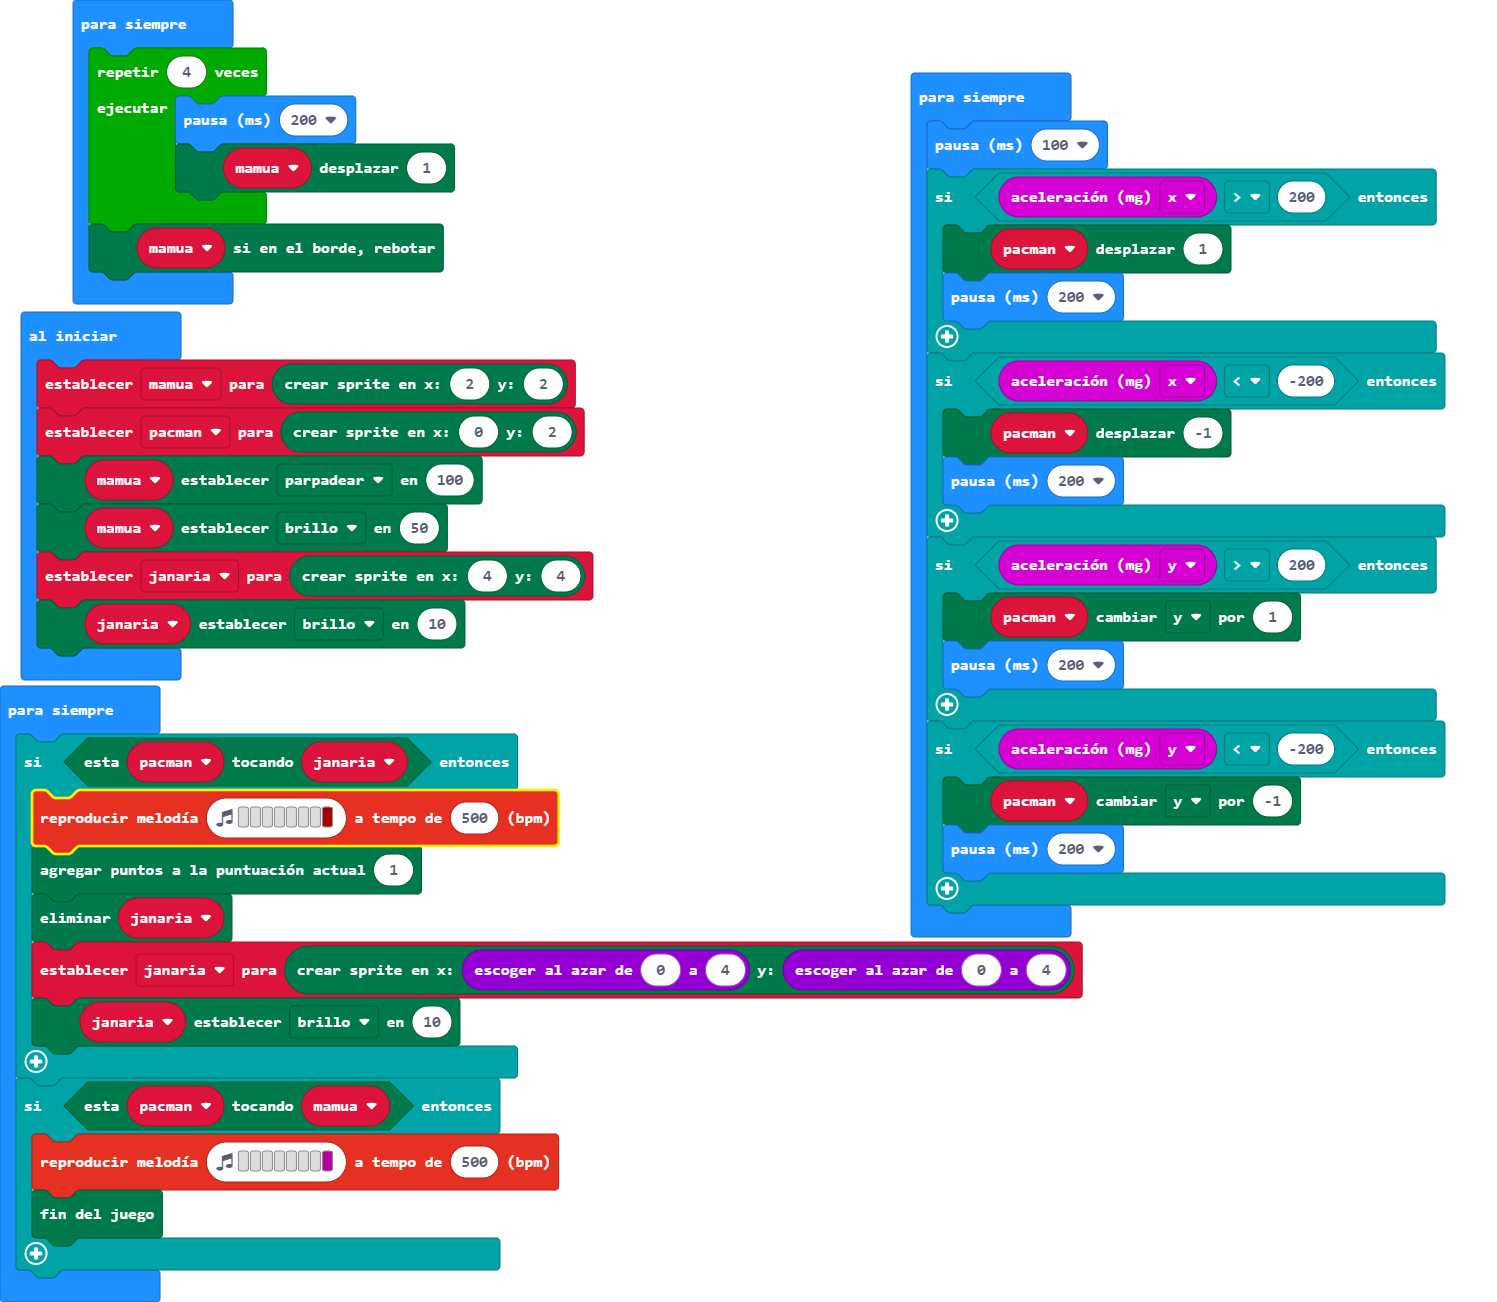 para siempre
repetir 4 veces
ejecutar
pausa (ms) 200
mamua desplazar 1
mamua si en el borde, rebotar
al iniciar
establecer mamua para crear sprite en x: 2 y: 2
establecer pacman para crear sprite en x: 0 y: 2
mamua establecer parpadear en 100
mamua establecer brillo en 50
establecer janaria para crear sprite en x: 4 y: 4
janaria establecer brillo en 10
para siempre
si esta pacman tocando janaria entonces
reproducir melodía a tempo de 500 (bpm)
agregar puntos a la puntuación actual 1
eliminar janaria
establecer janaria para crear sprite en x: escoger al azar de 0 a 4 y: escoger al azar de 0 a 4
janaria establecer brillo en 10
si esta pacman tocando mamua entonces
reproducir melodía a tempo de 500 (bpm)
fin del juego
para siempre
pausa (ms) 100
si aceleración (mg) x > 200 entonces
pacman desplazar 1
pausa (ms) 200
si aceleración (mg) x < -200 entonces
pacman desplazar -1
pausa (ms) 200
si aceleración (mg) y > 200 entonces
pacman cambiar y por 1
pausa (ms) 200
si aceleración (mg) y < -200 entonces
pacman cambiar y por -1
pausa (ms) 200